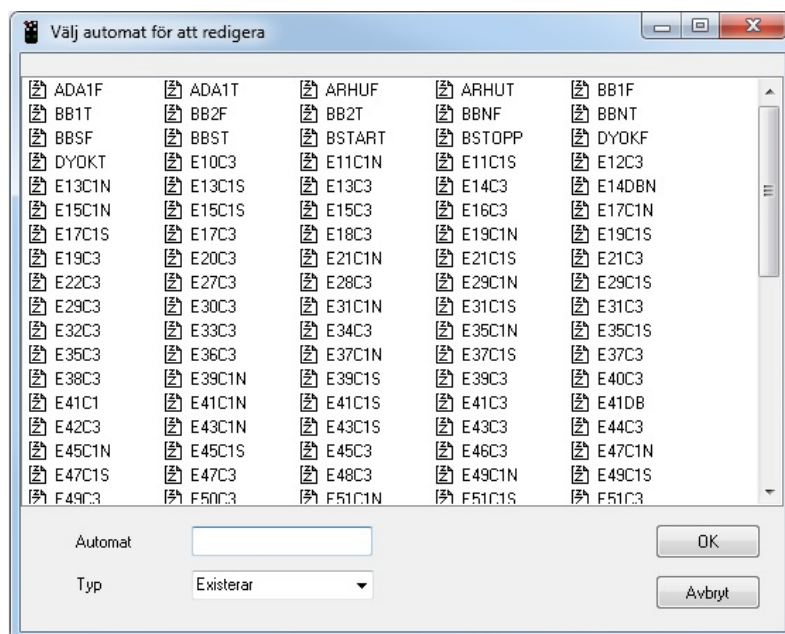 Välj automat för att redigera
ADA1F ADA1T ARHUF ARHUT BB1F
BB1T BB2F BB2T BBNF BBNT
BBSF BBST BSTART BSTOPP DYOKF
DYOKT E10C3 E11C1N E11C1S E12C3
E13C1N E13C1S E13C3 E14C3 E14DBN
E15C1N E15C1S E15C3 E16C3 E17C1N
E17C1S E17C3 E18C3 E19C1N E19C1S
E19C3 E20C3 E21C1N E21C1S E21C3
E22C3 E27C3 E28C3 E29C1N E29C1S
E29C3 E30C3 E31C1N E31C1S E31C3
E32C3 E33C3 E34C3 E35C1N E35C1S
E35C3 E36C3 E37C1N E37C1S E37C3
E38C3 E39C1N E39C1S E39C3 E40C3
E41C1 E41C1N E41C1S E41C3 E41DB
E42C3 E43C1N E43C1S E43C3 E44C3
E45C1N E45C1S E45C3 E46C3 E47C1N
E47C1S E47C3 E48C3 E49C1N E49C1S
E49C3 E50C3 E51C1N E51C1S E51C3
Automat OK
Typ Existerar
Avbryt